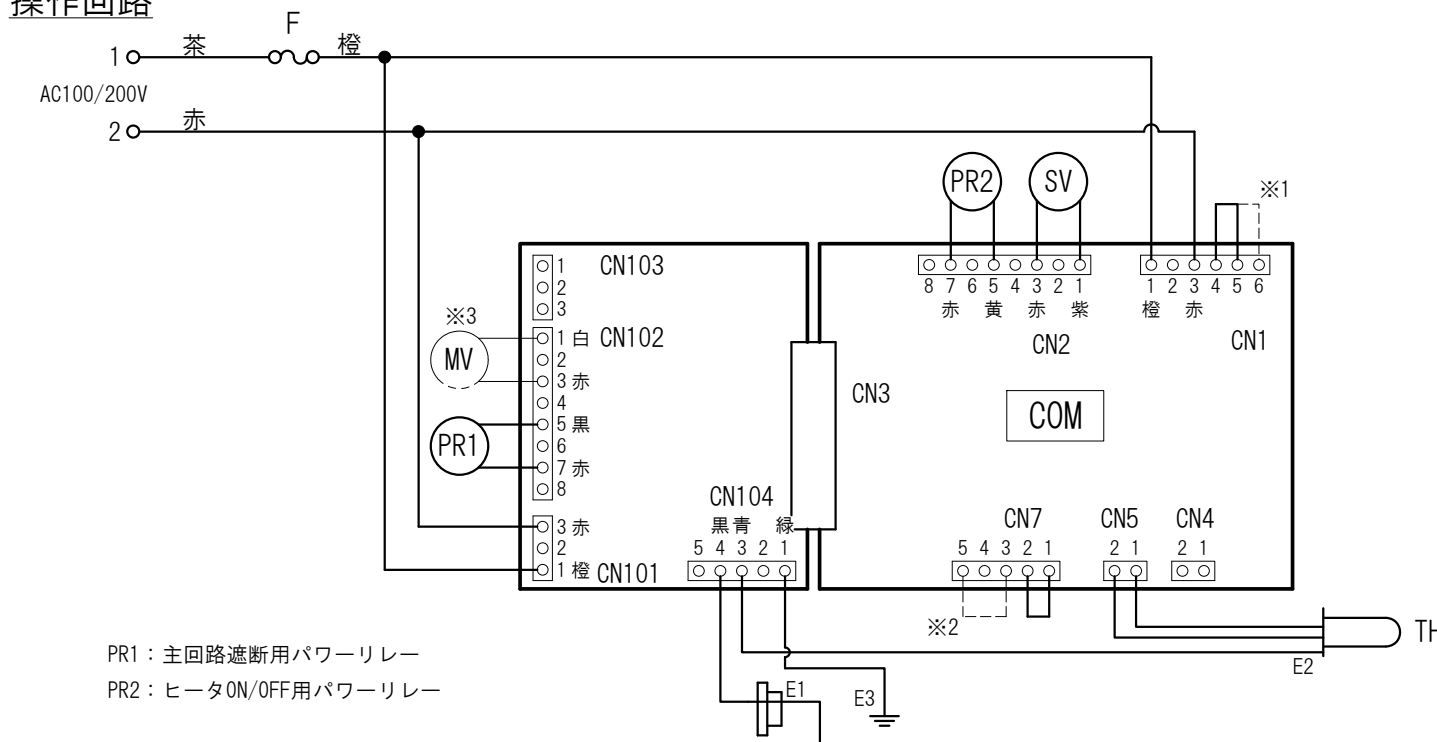 操作回路
F
1 茶 橙
AC100/200V
2 赤
PR2 SV
※1
CN103
1
2
3
8 7 6 5 4 3 2 1
赤 黄 赤 紫
CN2
1 2 3 4 5 6
橙 赤
CN1
※3
MV
CN102
1 白
2
3 赤
4
5 黒
6
7 赤
8
PR1
CN3
COM
CN104
黒 青 緑
5 4 3 2 1
3 赤
2
1 橙
CN101
CN7
5 4 3 2 1
CN5
2 1
CN4
2 1
※2
TH
E2
E1
E3
PR1：主回路遮断用パワーリレー
PR2：ヒータON/OFF用パワーリレー